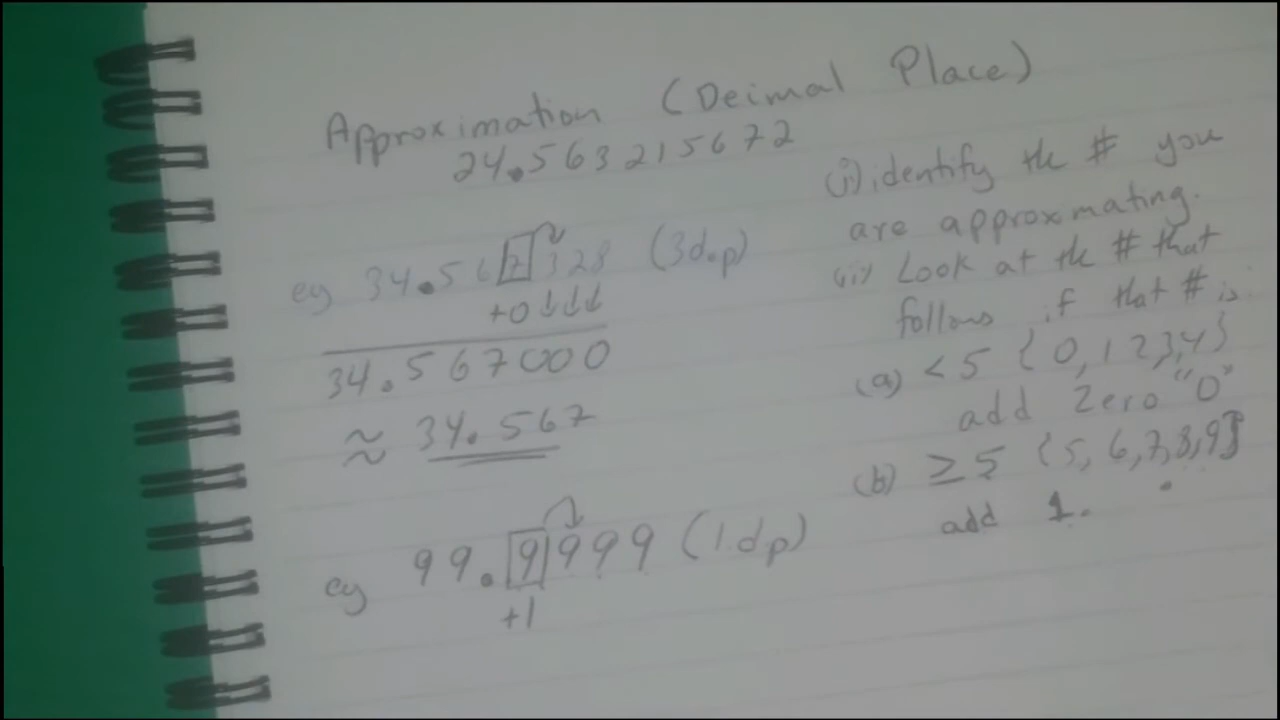 Approximation (Deimal Place)
24.563215672
eg 34.567328 (3d.p)
+0↓↓↓
34.567000
≈ 34.567
eg 99.9999 (1dp)
+1
(i) identify the # you
are approxmating.
(ii) Look at the # that
follows if that # is
(a) < 5 {0,1 2 3,4}
add Zero "0"
(b) ≥ 5 {5, 6, 7, 8, 9}
add 1.